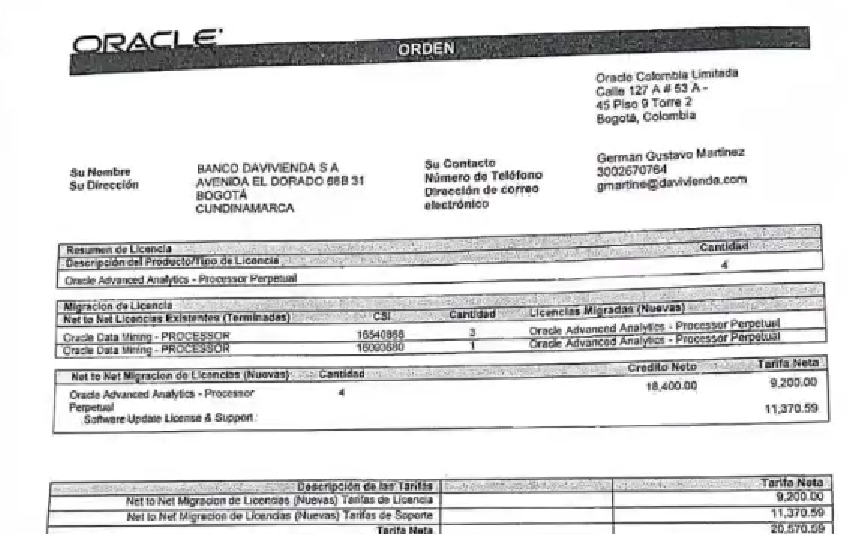 ORACLE
ORDEN
Oracle Colombia Limitada
Calle 127 A # 53 A -
45 Piso 9 Torre 2
Bogotá, Colombia
Su Nombre BANCO DAVIVIENDA S A
Su Dirección AVENIDA EL DORADO 68B 31
BOGOTÁ
CUNDINAMARCA
Su Contacto German Gustavo Martinez
Número de Teléfono 3002670764
Dirección de correo gmartine@davivienda.com
electrónico
Resumen de Licencia
Descripción del Producto/Tipo de Licencia Cantidad
Oracle Advanced Analytics - Processor Perpetual 4
Migracion de Licencia
Net to Net Licencias Existentes (Terminadas) CSI Cantidad Licencias Migradas (Nuevas)
Oracle Data Mining - PROCESSOR 16540868 3 Oracle Advanced Analytics - Processor Perpetual
Oracle Data Mining - PROCESSOR 16090680 1 Oracle Advanced Analytics - Processor Perpetual
Net to Net Migracion de Licencias (Nuevas) Cantidad Credito Neto Tarifa Neta
Oracle Advanced Analytics - Processor 4 18,400.00 9,200.00
Perpetual
Software Update License & Support 11,370.59
Descripción de las Tarifas Tarifa Neta
Net to Net Migracion de Licencias (Nuevas) Tarifas de Licencia 9,200.00
Net to Net Migracion de Licencias (Nuevas) Tarifas de Soporte 11,370.59
Tarifa Neta 20,570.59